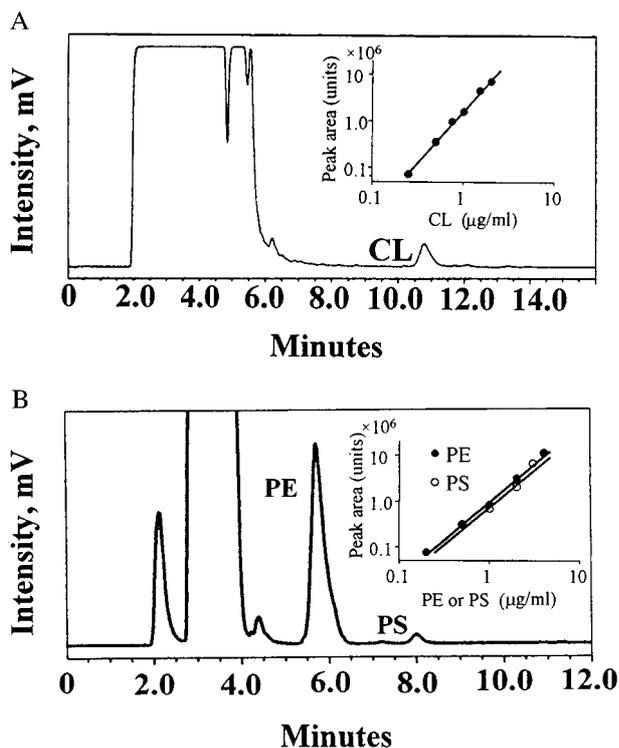 A
Intensity, mV
×10⁶
Peak area (units)
10
1.0
0.1
0.1 1 10
CL (μg/ml)
CL
0 2.0 4.0 6.0 8.0 10.0 12.0 14.0
Minutes
B
Intensity, mV
×10⁶
Peak area (units)
10
1.0
0.1
PE
PS
0.1 1 10
PE or PS (μg/ml)
PE
PS
0 2.0 4.0 6.0 8.0 10.0 12.0
Minutes